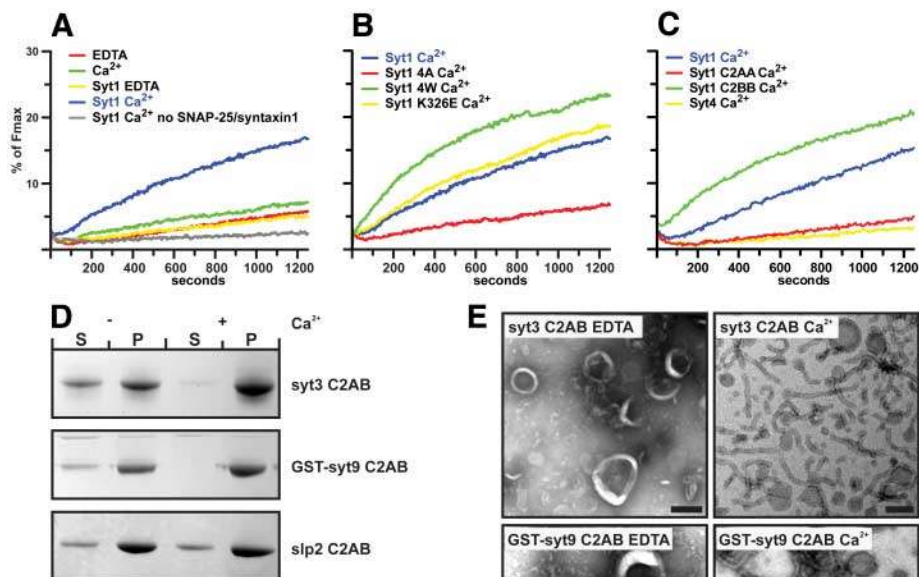 A
B
C
% of Fmax
30
20
10
EDTA
Ca²⁺
Syt1 EDTA
Syt1 Ca²⁺
Syt1 Ca²⁺ no SNAP-25/syntaxin1
200 400 600 800 1000 1200
seconds
Syt1 Ca²⁺
Syt1 4A Ca²⁺
Syt1 4W Ca²⁺
Syt1 K326E Ca²⁺
200 400 600 800 1000 1200
seconds
Syt1 Ca²⁺
Syt1 C2AA Ca²⁺
Syt1 C2BB Ca²⁺
Syt4 Ca²⁺
200 400 600 800 1000 1200
seconds
D
- + Ca²⁺
S P S P
syt3 C2AB
GST-syt9 C2AB
slp2 C2AB
E
syt3 C2AB EDTA
syt3 C2AB Ca²⁺
GST-syt9 C2AB EDTA
GST-syt9 C2AB Ca²⁺